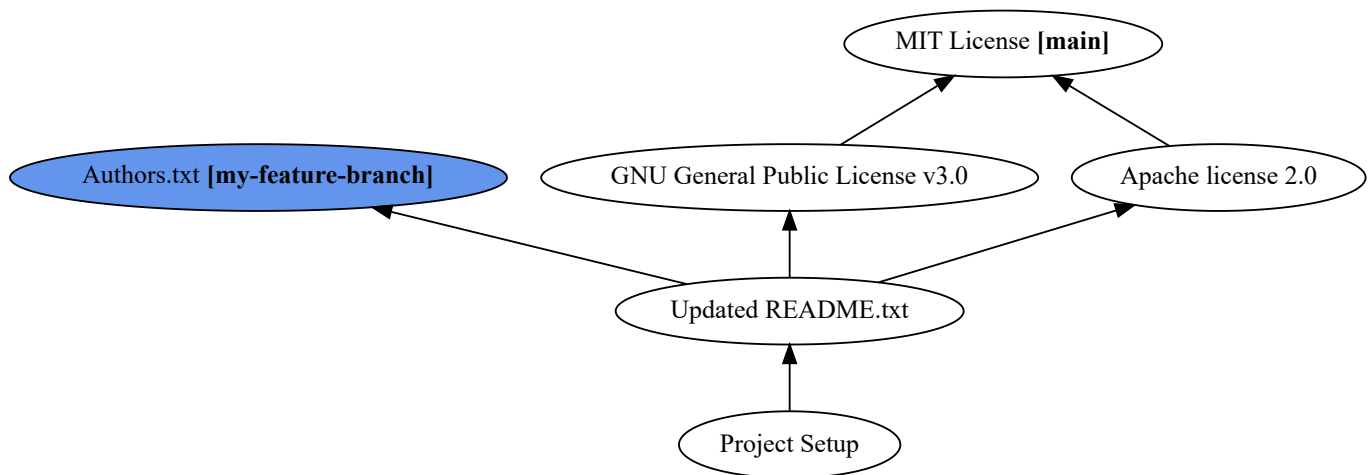 MIT License [main]
Authors.txt [my-feature-branch]
GNU General Public License v3.0
Apache license 2.0
Updated README.txt
Project Setup